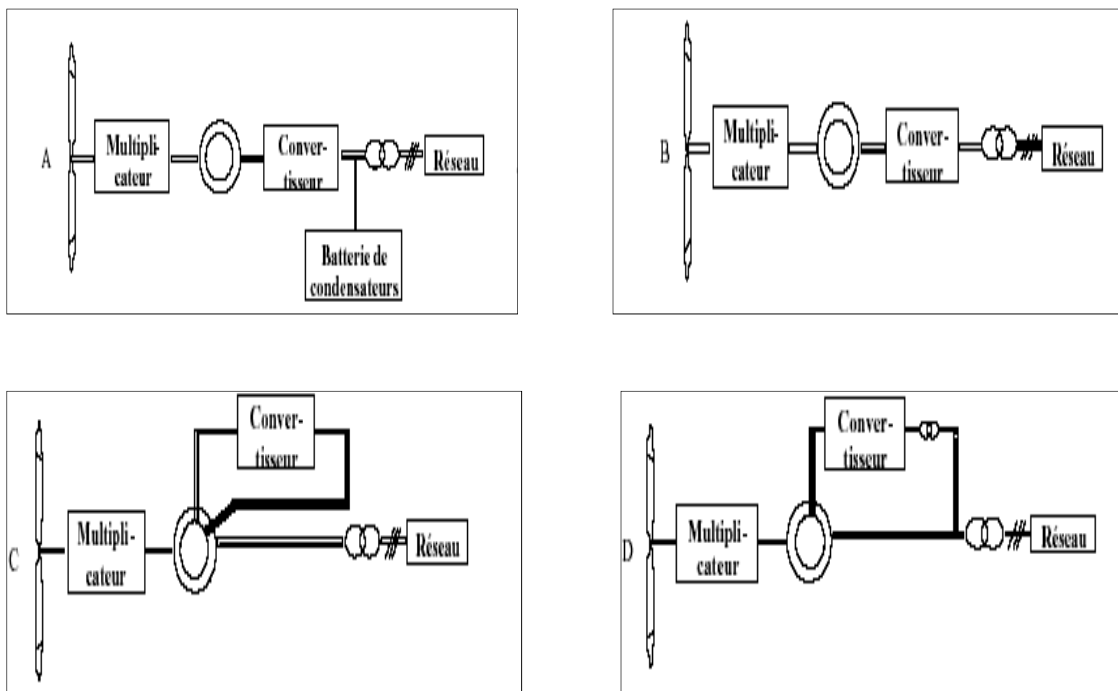 A
Multipli-
cateur
Conver-
tisseur
Réseau
Batterie de
condensateurs
B
Multipli-
cateur
Conver-
tisseur
Réseau
C
Multipli-
cateur
Conver-
tisseur
Réseau
D
Multipli-
cateur
Conver-
tisseur
Réseau